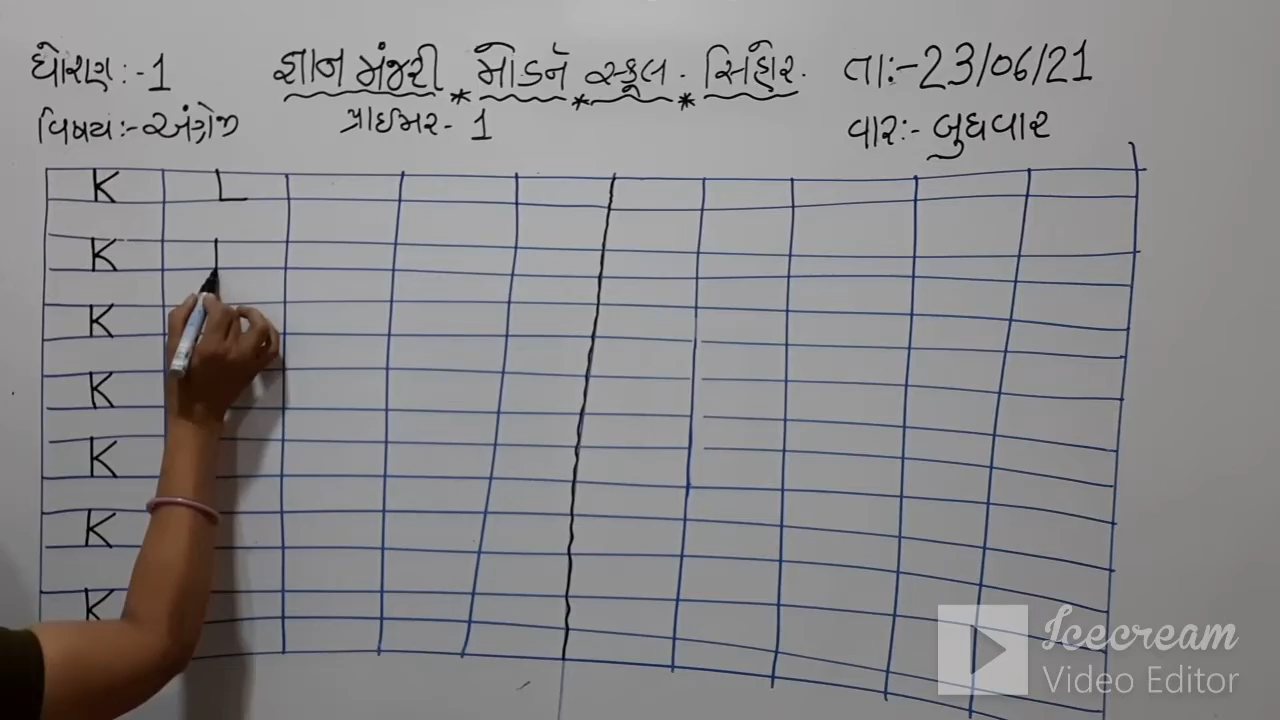 ધોરણ:-1 જ્ઞાન મંજરી * મોડર્ન * સ્કૂલ * સિહોર. તા:-23/06/21
વિષય:-અંગ્રેજી પ્રાઈમર-1 વાર:- બુધવાર
K L
K
K
K
K
K
K
Icecream
Video Editor